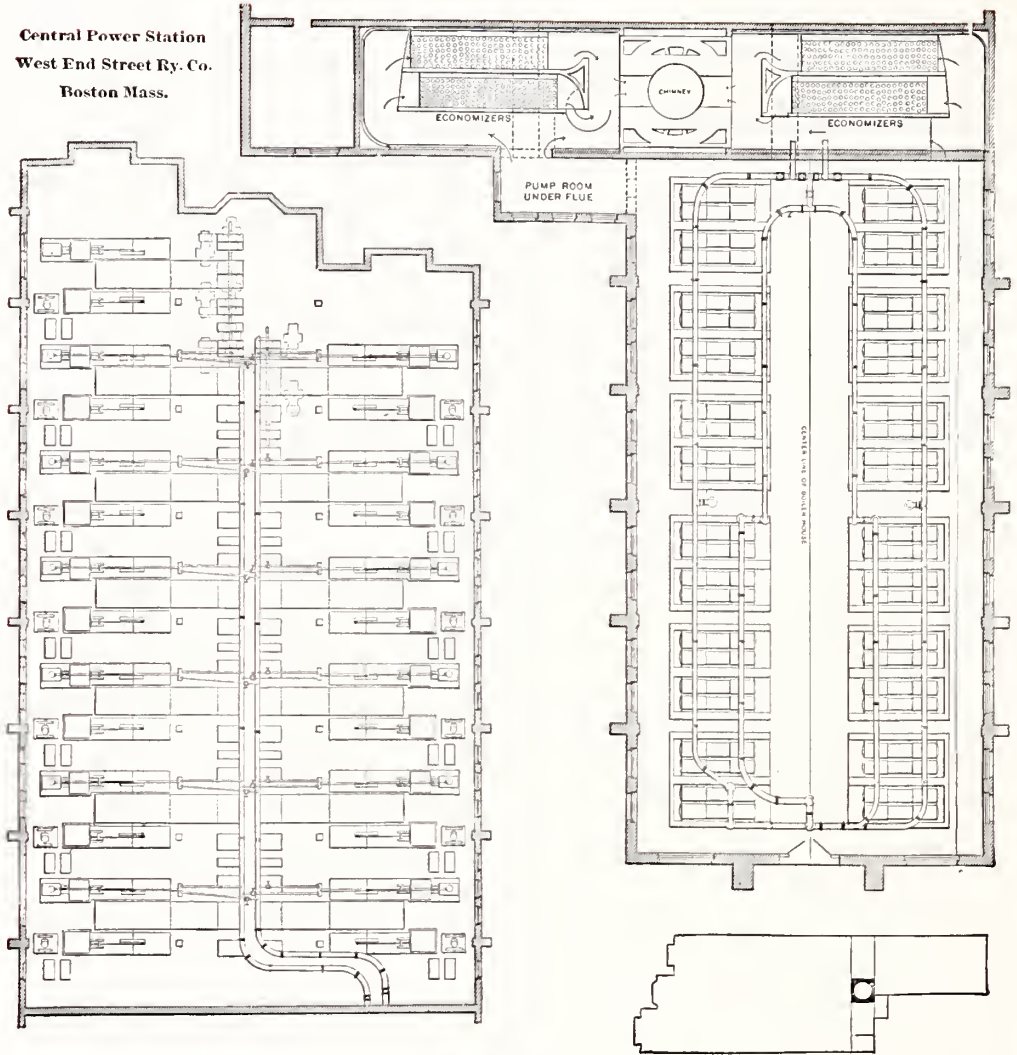 Central Power Station
West End Street Ry. Co.
Boston Mass.
ECONOMIZERS
CHIMNEY
ECONOMIZERS
PUMP ROOM
UNDER FLUE
CENTER LINE OF BOILER HOUSE